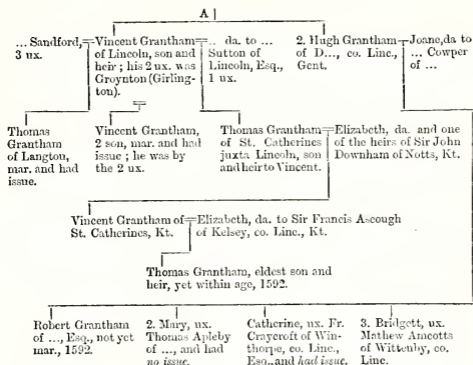 A
... Sandford,
3 ux.
Vincent Grantham
of Lincoln, son and
heir; his 2 ux. was
Groynton (Girling-
ton).
... da. to ...
Sutton of
Lincoln, Esq.,
1 ux.
2. Hugh Grantham
of D..., co. Linc.,
Gent.
Joane, da to
... Cowper
of ...
Thomas
Grantham
of Langton,
mar. and had
issue.
Vincent Grantham,
2 son, mar. and had
issue; he was by
the 2 ux.
Thomas Grantham
of St. Catherines
juxta Lincoln, son
and heir to Vincent.
Elizabeth, da. and one
of the heirs of Sir John
Downham of Notts, Kt.
Vincent Grantham of
St. Catherines, Kt.
Elizabeth, da. to Sir Francis Ascough
of Kelsey, co. Linc., Kt.
Thomas Grantham, eldest son and
heir, yet within age, 1592.
Robert Grantham
of ..., Esq., not yet
mar., 1592.
2. Mary, ux.
Thomas Apleby
of ..., and had
no issue.
Catherine, ux. Fr.
Craycroft of Win-
thorpe, co. Linc.,
Esq., and had issue.
3. Bridgett, ux.
Mathew Amcotts
of Wittenby, co.
Linc.